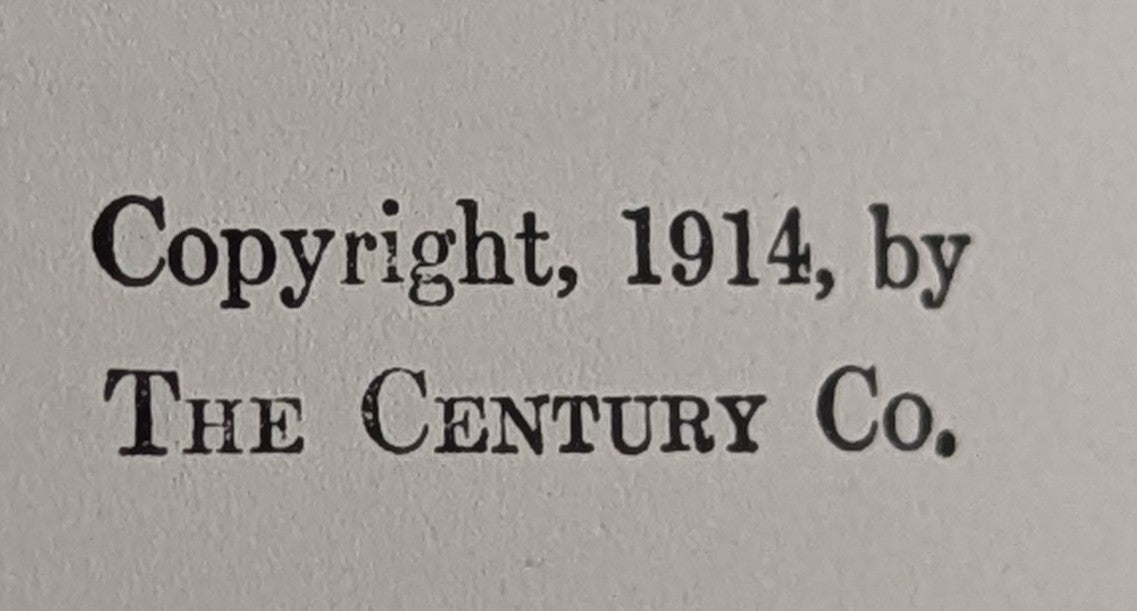 Copyright, 1914, by
THE CENTURY CO.